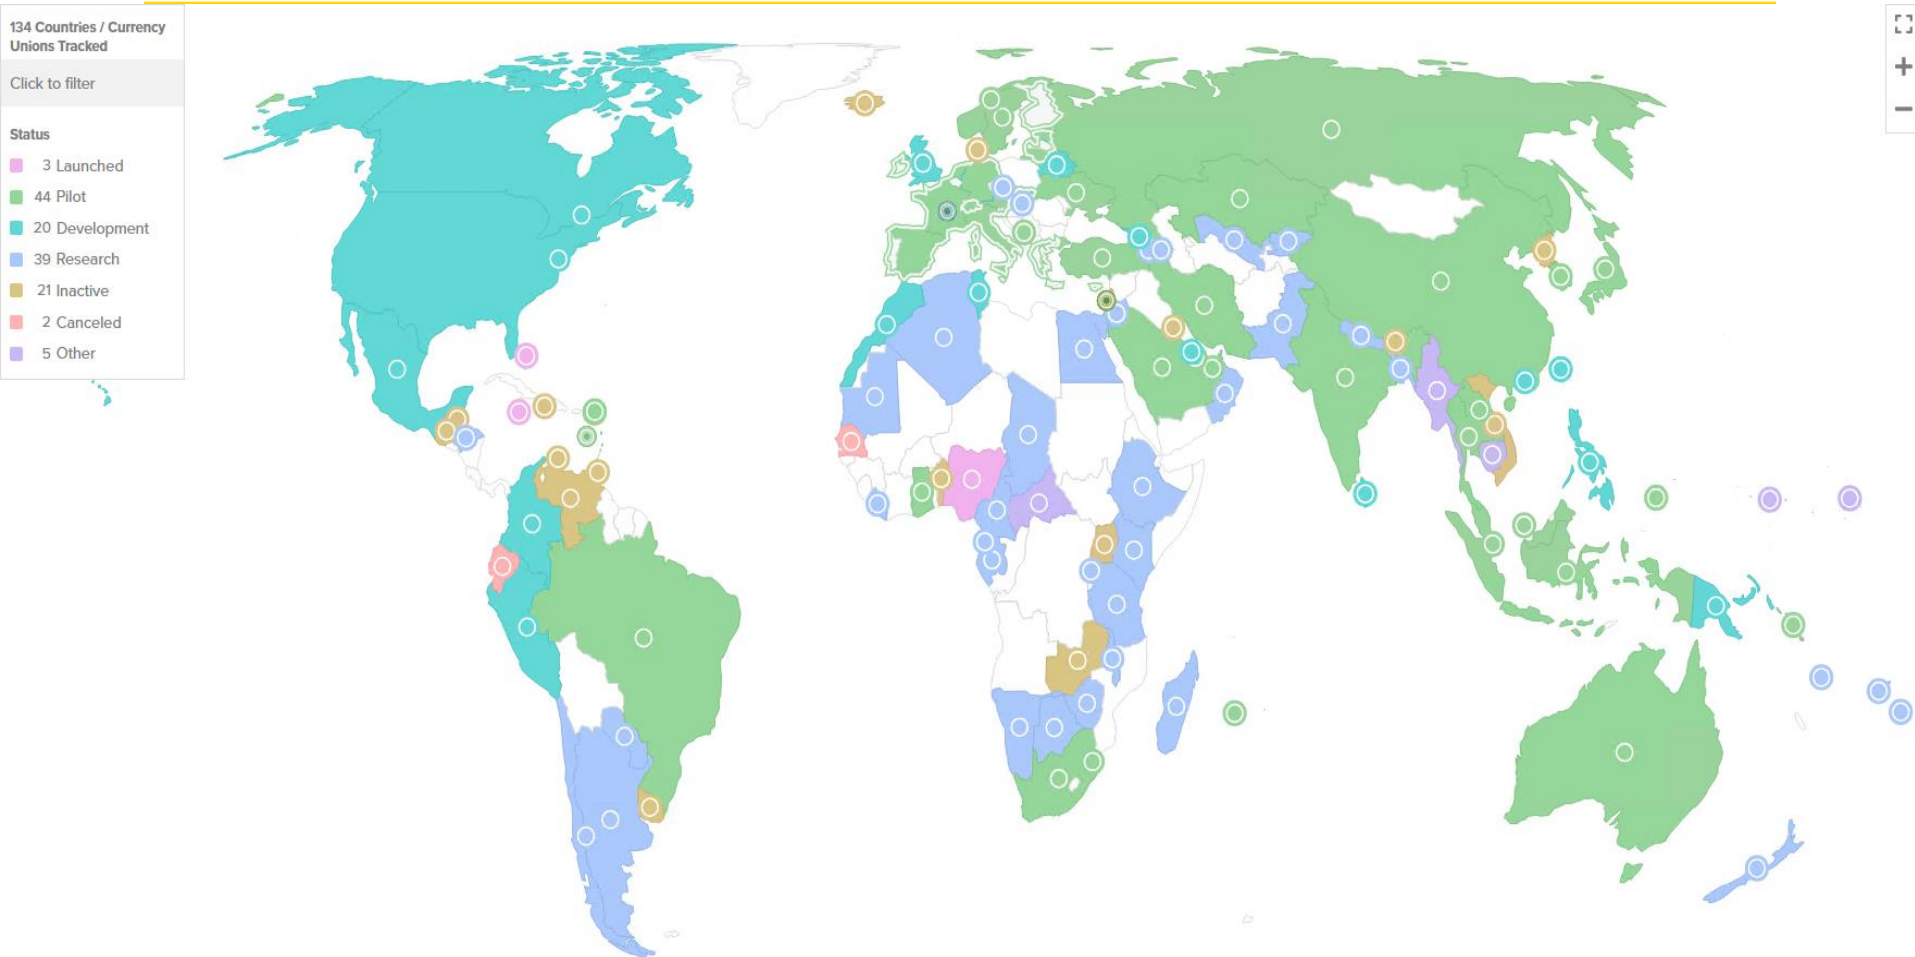 134 Countries / Currency
Unions Tracked
Click to filter
Status
3 Launched
44 Pilot
20 Development
39 Research
21 Inactive
2 Canceled
5 Other